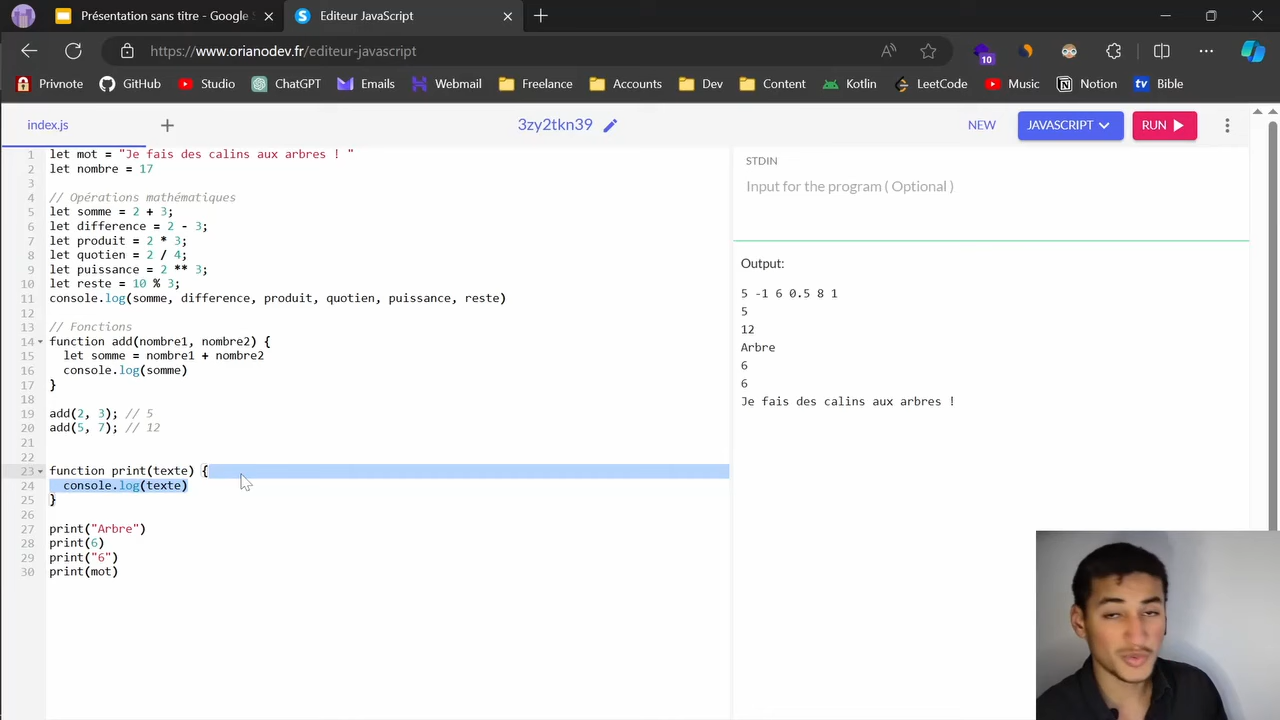 Présentation sans titre - Google S
Editeur JavaScript
https://www.orianodev.fr/editeur-javascript
10
Privnote
GitHub
Studio
ChatGPT
Emails
Webmail
Freelance
Accounts
Dev
Content
Kotlin
LeetCode
Music
Notion
tv Bible
index.js
3zy2tkn39
NEW
JAVASCRIPT
RUN
1 let mot = "Je fais des calins aux arbres ! "
2 let nombre = 17
3
4 // Opérations mathématiques
5 let somme = 2 + 3;
6 let difference = 2 - 3;
7 let produit = 2 * 3;
8 let quotien = 2 / 4;
9 let puissance = 2 ** 3;
10 let reste = 10 % 3;
11 console.log(somme, difference, produit, quotien, puissance, reste)
12
13 // Fonctions
14 function add(nombre1, nombre2) {
15 let somme = nombre1 + nombre2
16 console.log(somme)
17 }
18
19 add(2, 3); // 5
20 add(5, 7); // 12
21
22
23 function print(texte) {
24 console.log(texte)
25 }
26
27 print("Arbre")
28 print(6)
29 print("6")
30 print(mot)
STDIN
Input for the program ( Optional )
Output:
5 -1 6 0.5 8 1
5
12
Arbre
6
6
Je fais des calins aux arbres !